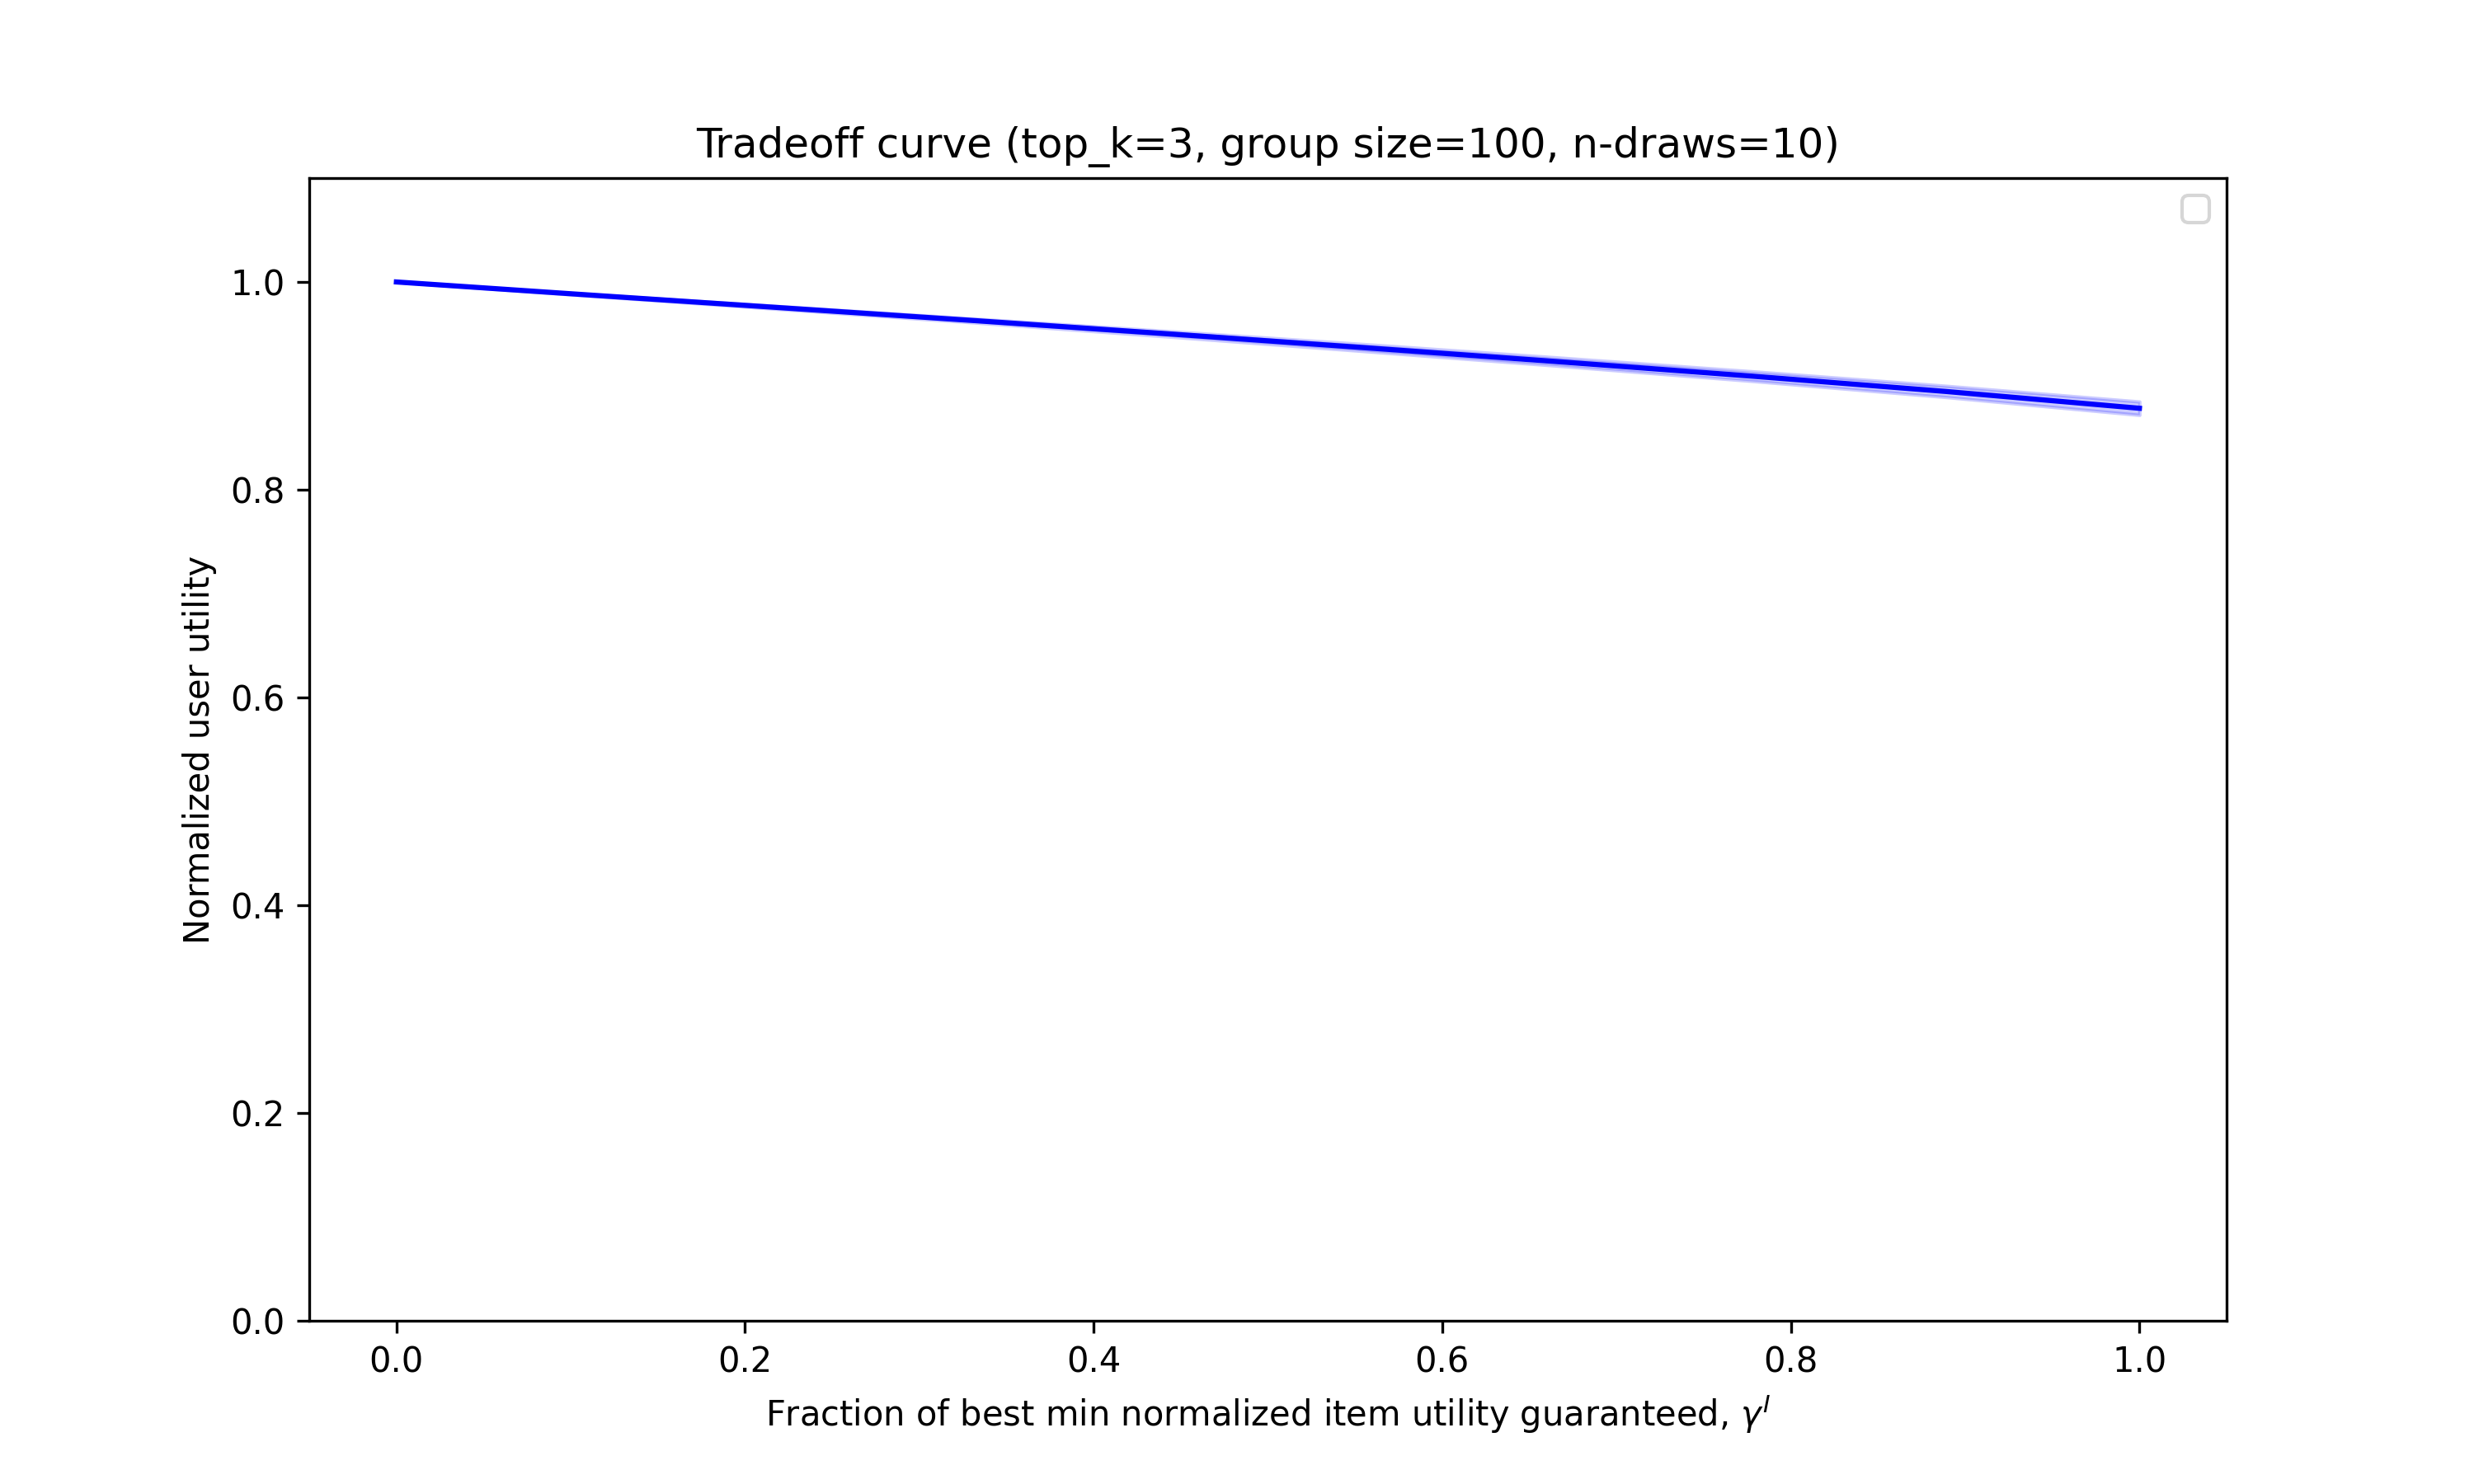 Tradeoff curve (top_k=3, group size=100, n-draws=10)
1.0
0.8
0.6
0.4
0.2
0.0
Normalized user utility
0.0 0.2 0.4 0.6 0.8 1.0
Fraction of best min normalized item utility guaranteed, γᴵ